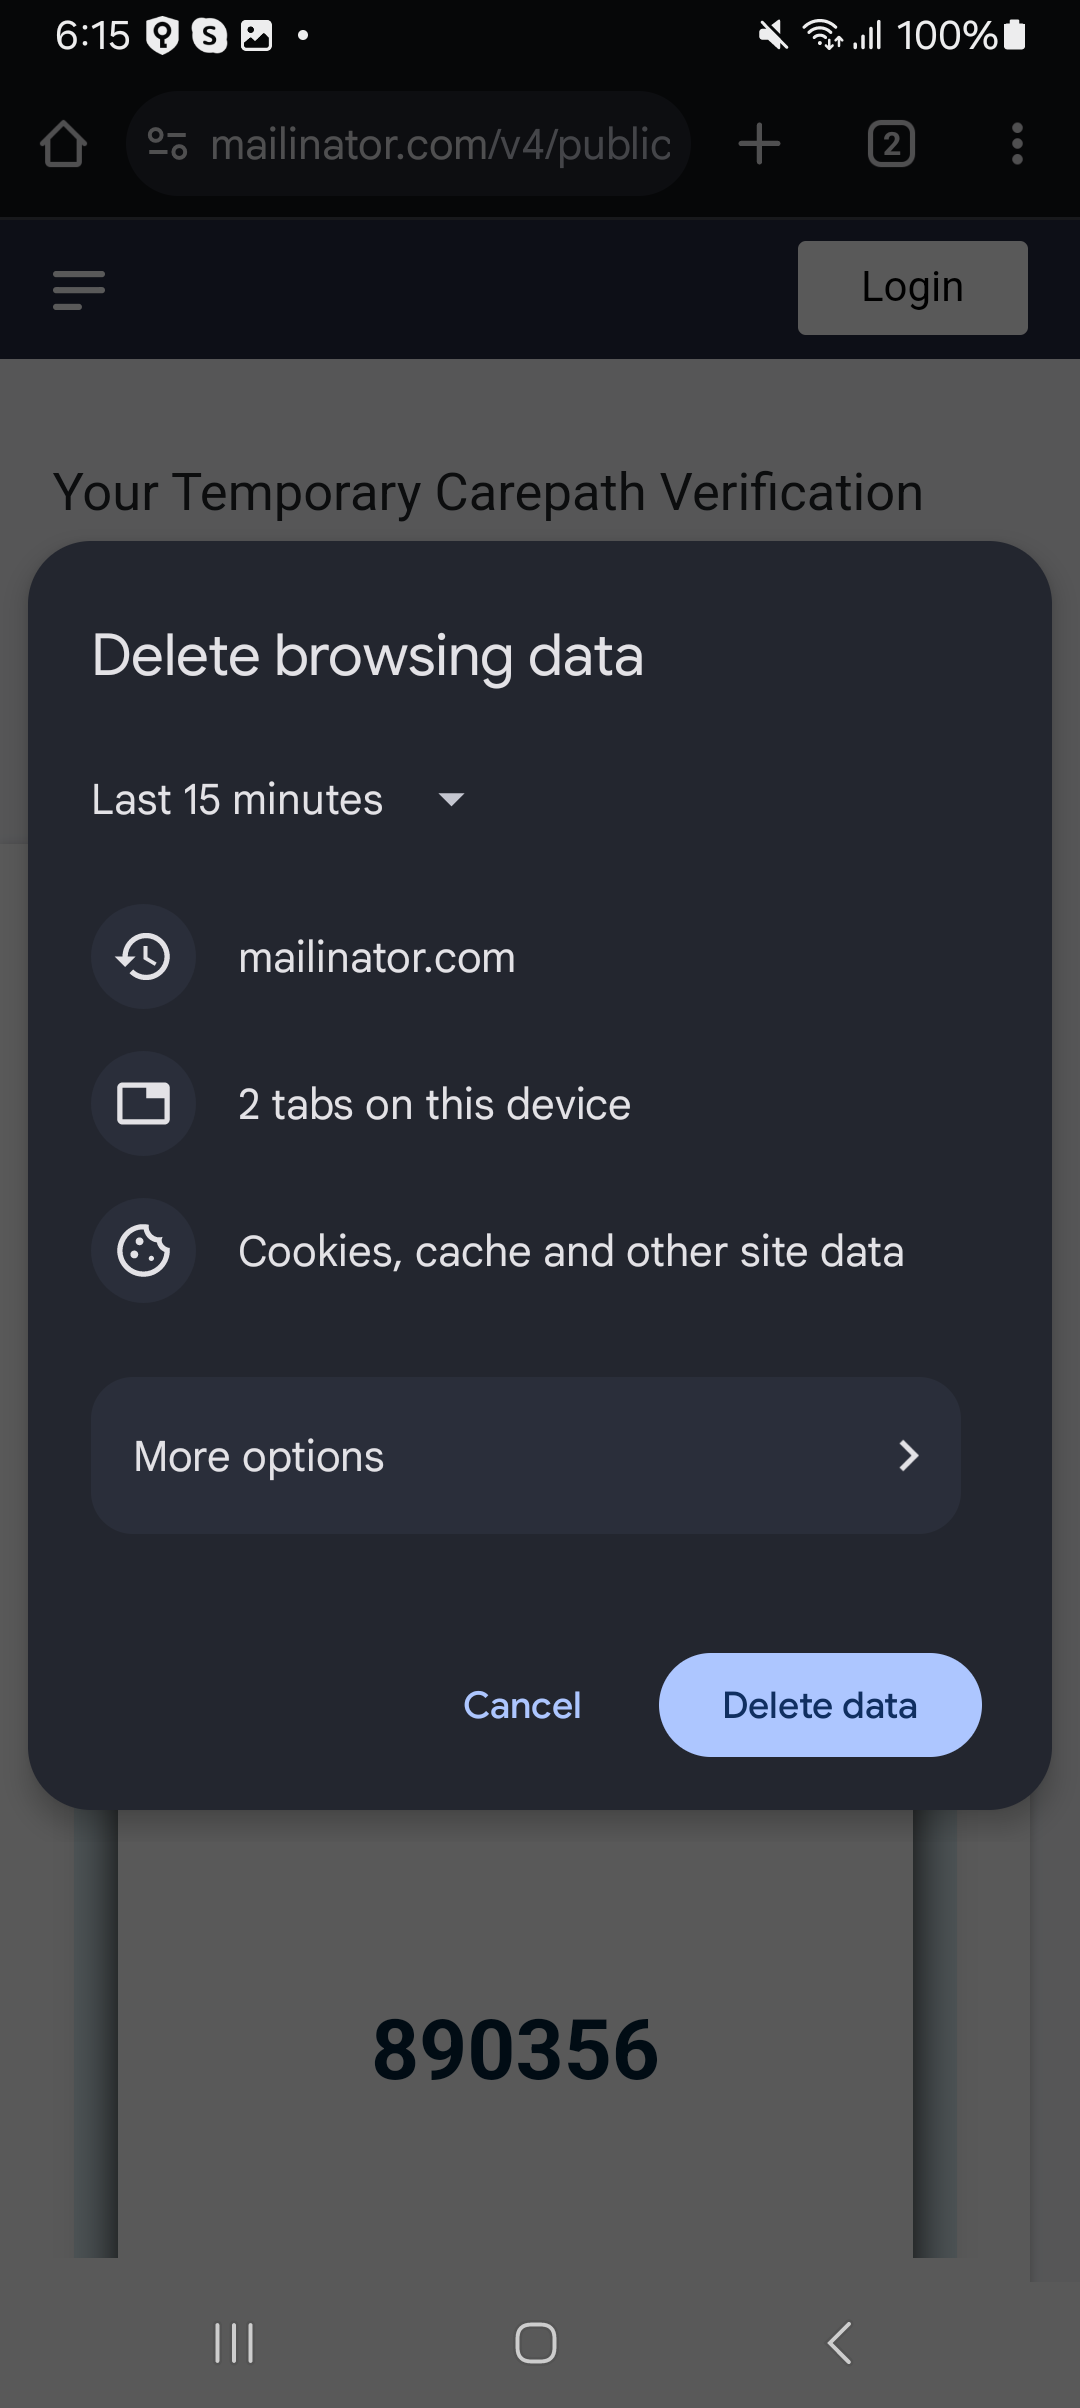 6:15
100%
mailinator.com/v4/public
2
Login
Your Temporary Carepath Verification
Delete browsing data
Last 15 minutes
mailinator.com
2 tabs on this device
Cookies, cache and other site data
More options
Cancel
Delete data
890356